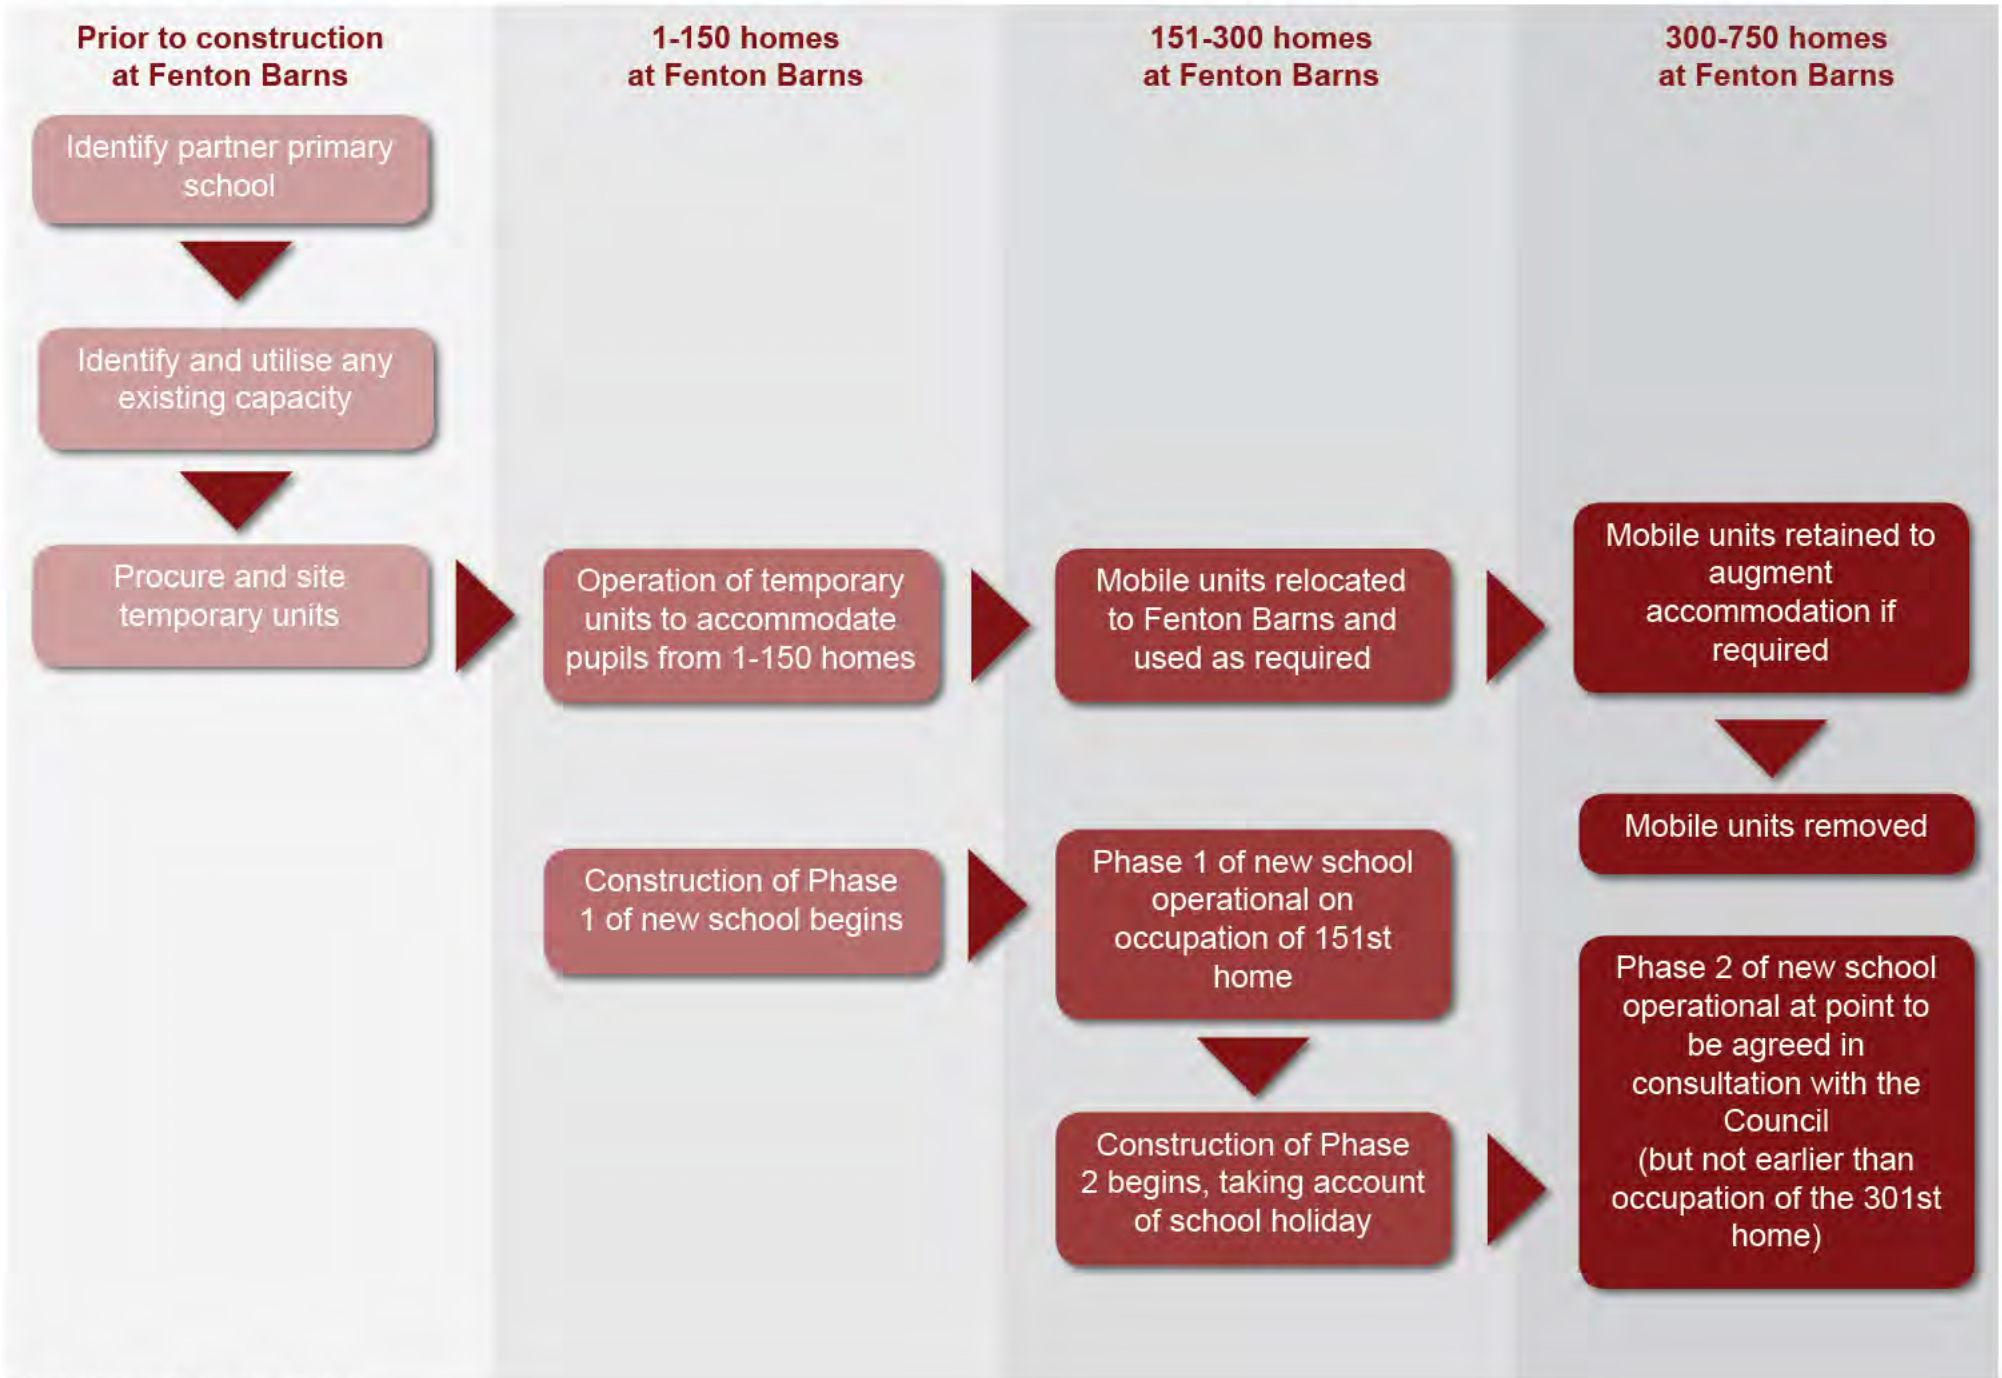 Prior to construction
at Fenton Barns
Identify partner primary
school
Identify and utilise any
existing capacity
Procure and site
temporary units
1-150 homes
at Fenton Barns
Operation of temporary
units to accommodate
pupils from 1-150 homes
Construction of Phase
1 of new school begins
151-300 homes
at Fenton Barns
Mobile units relocated
to Fenton Barns and
used as required
Phase 1 of new school
operational on
occupation of 151st
home
Construction of Phase
2 begins, taking account
of school holiday
300-750 homes
at Fenton Barns
Mobile units retained to
augment
accommodation if
required
Mobile units removed
Phase 2 of new school
operational at point to
be agreed in
consultation with the
Council
(but not earlier than
occupation of the 301st
home)